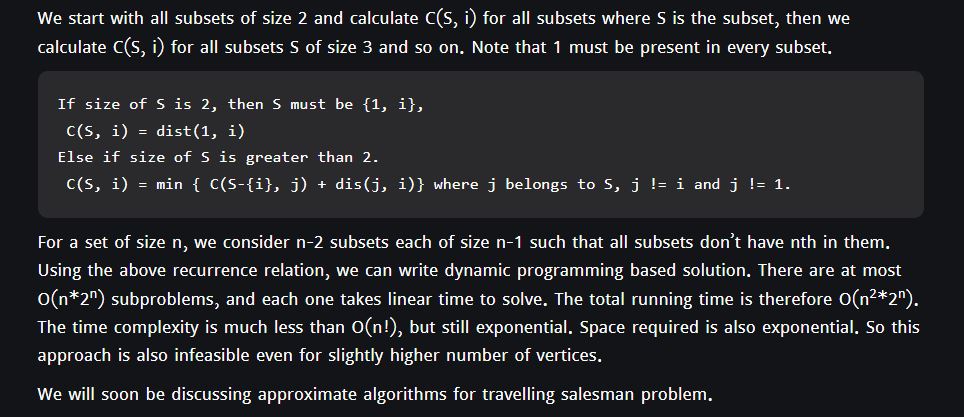 We start with all subsets of size 2 and calculate C(S, i) for all subsets where S is the subset, then we
calculate C(S, i) for all subsets S of size 3 and so on. Note that 1 must be present in every subset.
If size of S is 2, then S must be {1, i},
C(S, i) = dist(1, i)
Else if size of S is greater than 2.
C(S, i) = min { C(S-{i}, j) + dis(j, i)} where j belongs to S, j != i and j != 1.
For a set of size n, we consider n-2 subsets each of size n-1 such that all subsets don’t have nth in them.
Using the above recurrence relation, we can write dynamic programming based solution. There are at most
O(n*2ⁿ) subproblems, and each one takes linear time to solve. The total running time is therefore O(n²*2ⁿ).
The time complexity is much less than O(n!), but still exponential. Space required is also exponential. So this
approach is also infeasible even for slightly higher number of vertices.
We will soon be discussing approximate algorithms for travelling salesman problem.